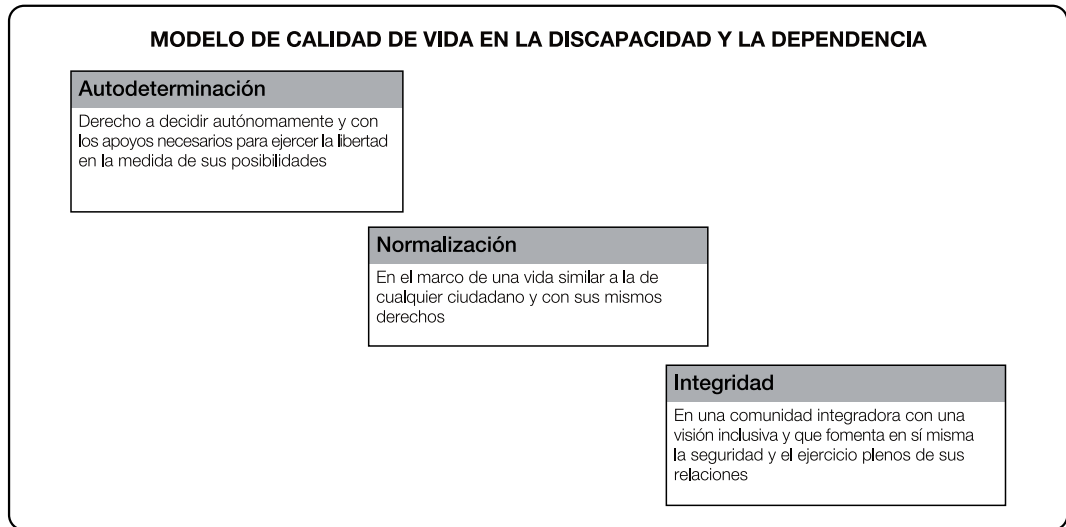 MODELO DE CALIDAD DE VIDA EN LA DISCAPACIDAD Y LA DEPENDENCIA
Autodeterminación
Derecho a decidir autónomamente y con
los apoyos necesarios para ejercer la libertad
en la medida de sus posibilidades
Normalización
En el marco de una vida similar a la de
cualquier ciudadano y con sus mismos
derechos
Integridad
En una comunidad integradora con una
visión inclusiva y que fomenta en sí misma
la seguridad y el ejercicio plenos de sus
relaciones